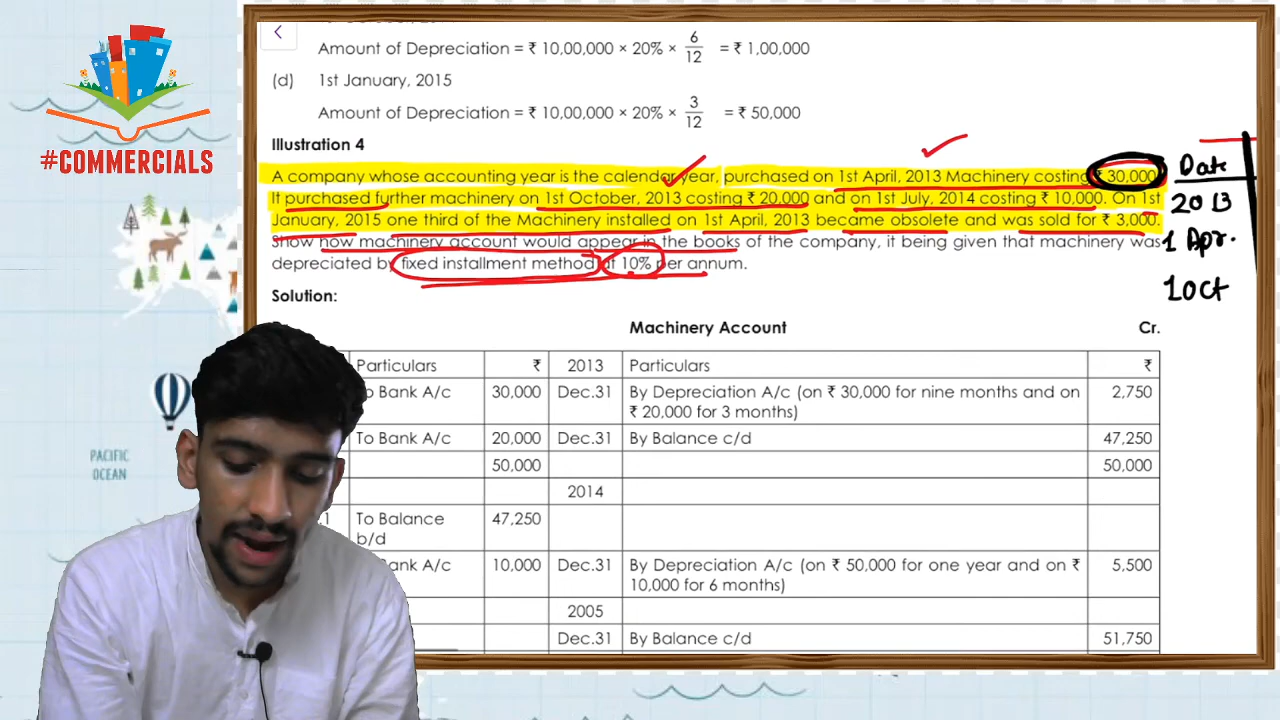 Amount of Depreciation = ₹ 10,00,000 × 20% × 6/12 = ₹ 1,00,000
(d) 1st January, 2015
Amount of Depreciation = ₹ 10,00,000 × 20% × 3/12 = ₹ 50,000
#COMMERCIALS
Illustration 4
A company whose accounting year is the calendar year, purchased on 1st April, 2013 Machinery costing ₹ 30,000.
It purchased further machinery on 1st October, 2013 costing ₹ 20,000 and on 1st July, 2014 costing ₹ 10,000. On 1st
January, 2015 one third of the Machinery installed on 1st April, 2013 became obsolete and was sold for ₹ 3,000.
Show how machinery account would appear in the books of the company, it being given that machinery was
depreciated by fixed installment method at 10% per annum.
Date
2013
1 Apr.
1 Oct
Solution:
Machinery Account Cr.
Particulars ₹ 2013 Particulars ₹
Bank A/c 30,000 Dec.31 By Depreciation A/c (on ₹ 30,000 for nine months and on 2,750
₹ 20,000 for 3 months)
To Bank A/c 20,000 Dec.31 By Balance c/d 47,250
50,000 50,000
2014
1 To Balance 47,250
b/d
Bank A/c 10,000 Dec.31 By Depreciation A/c (on ₹ 50,000 for one year and on ₹ 5,500
10,000 for 6 months)
2005
Dec.31 By Balance c/d 51,750
PACIFIC
OCEAN